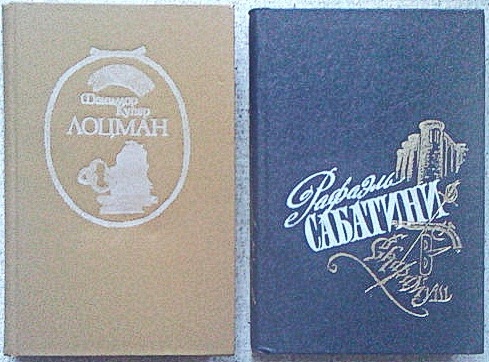 Фенимор
Купер
ЛОЦМАН
Рафаэль
САБАТИНИ